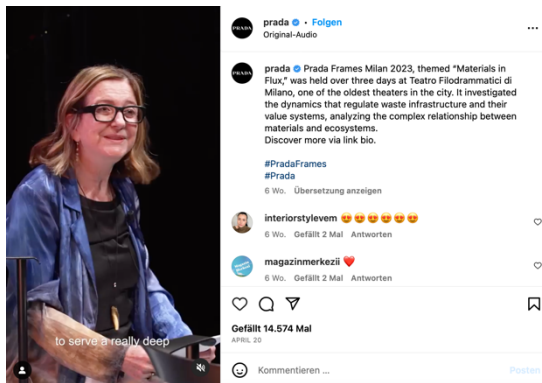 prada • Folgen
Original-Audio
prada Prada Frames Milan 2023, themed “Materials in
Flux,” was held over three days at Teatro Filodrammatici di
Milano, one of the oldest theaters in the city. It investigated
the dynamics that regulate waste infrastructure and their
value systems, analyzing the complex relationship between
materials and ecosystems.
Discover more via link bio.
#PradaFrames
#Prada
6 Wo. Übersetzung anzeigen
interiorstylevem 😍😍😍😍😍😍
6 Wo. Gefällt 2 Mal Antworten
magazinmerkezii ❤️
6 Wo. Gefällt 2 Mal Antworten
Gefällt 14.574 Mal
APRIL 20
Kommentieren ...
Posten
to serve a really deep
PRADA
PRADA